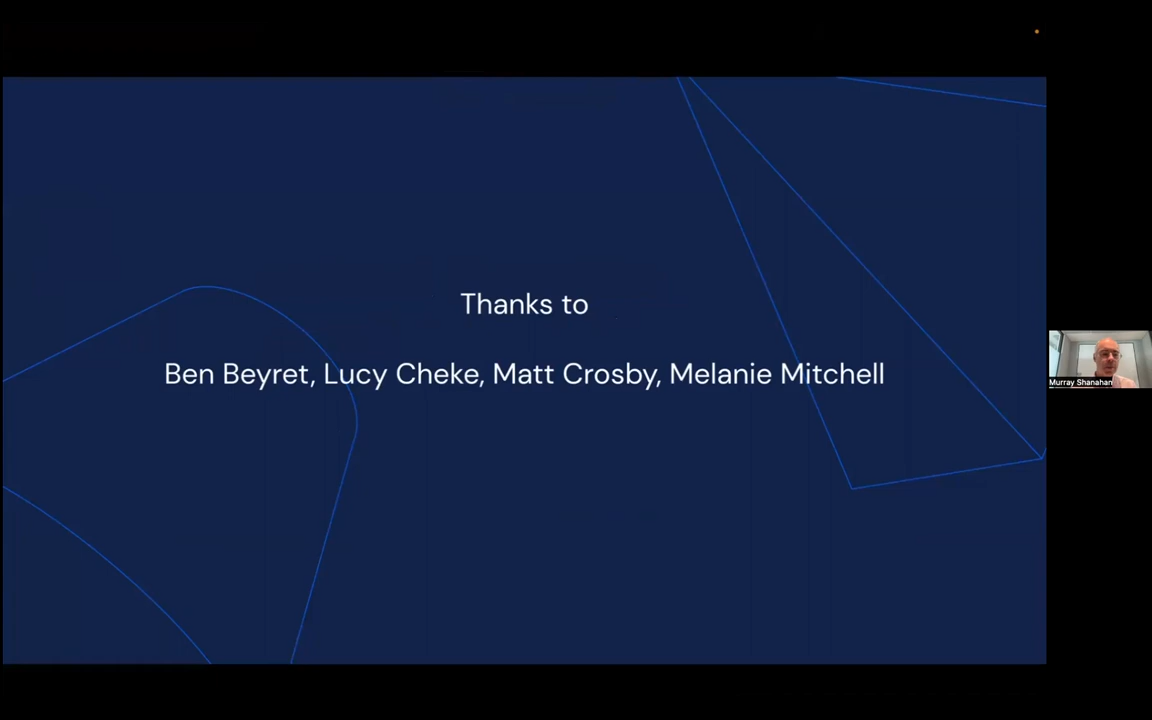 Thanks to
Ben Beyret, Lucy Cheke, Matt Crosby, Melanie Mitchell
Murray Shanahan